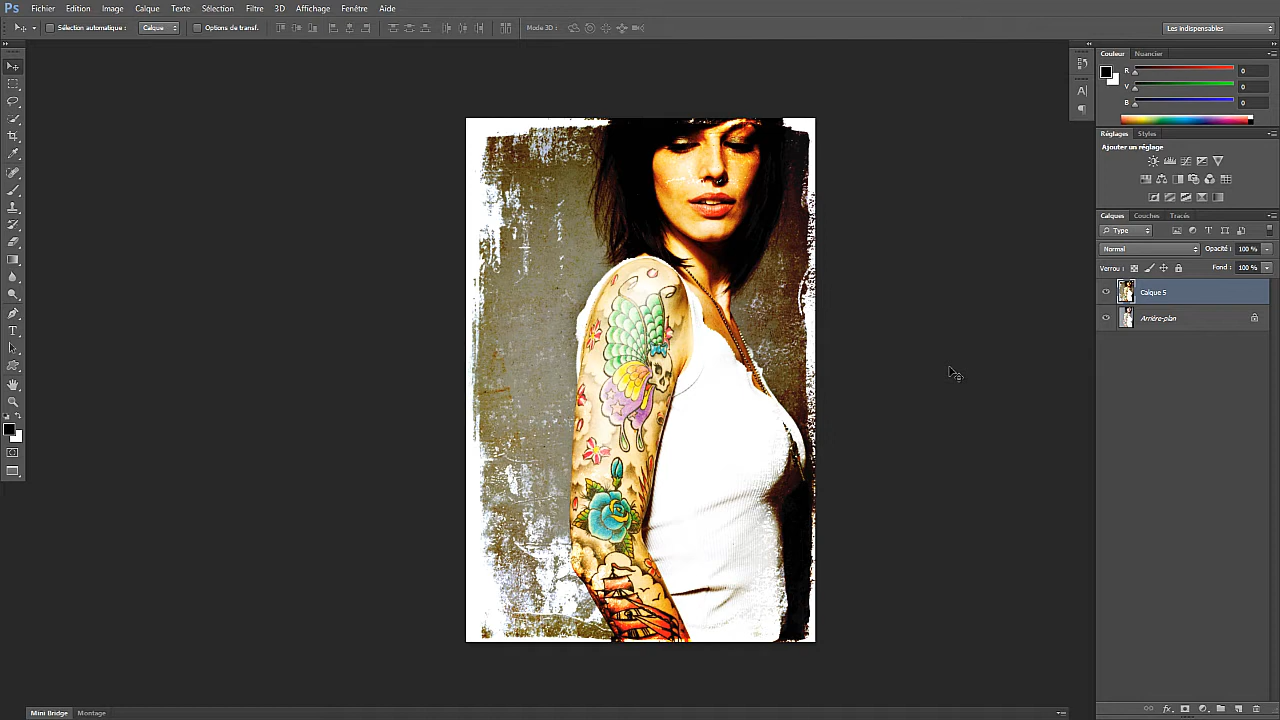 Ps Fichier Edition Image Calque Texte Sélection Filtre 3D Affichage Fenêtre Aide
Sélection automatique : Calque Options de transf. Mode 3D : Les indispensables
Couleur Nuancier
R 0
V 0
B 0
Réglages Styles
Ajouter un réglage
Calques Couches Tracés
Type
Normal Opacité : 100 %
Verrou : Fond : 100 %
Calque 5
Arrière-plan
Mini Bridge Montage